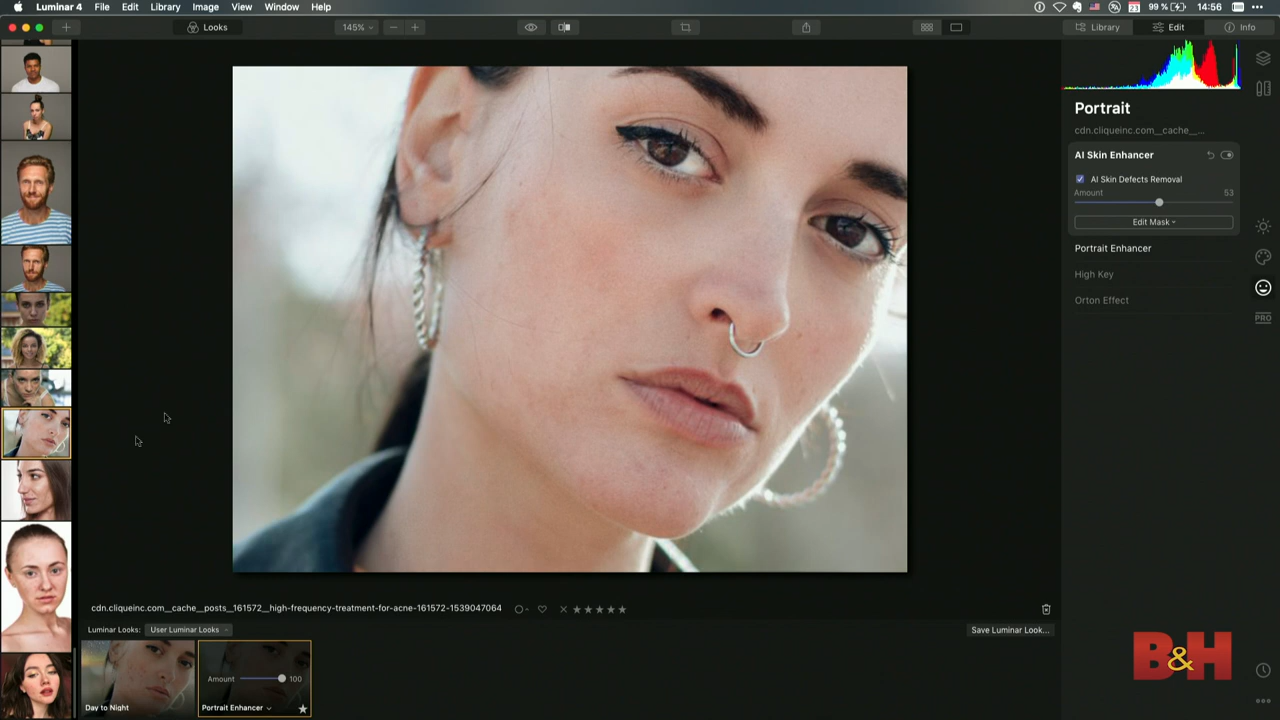 Luminar 4 File Edit Library Image View Window Help 23 99 % 14:56
Looks 145% Library Edit Info
Portrait
cdn.cliqueinc.com__cache__...
AI Skin Enhancer
AI Skin Defects Removal
Amount 53
Edit Mask
Portrait Enhancer
High Key
Orton Effect
PRO
cdn.cliqueinc.com__cache__posts__161572__high-frequency-treatment-for-acne-161572-1539047064
Luminar Looks: User Luminar Looks Save Luminar Look...
Amount 100
Day to Night Portrait Enhancer
B&H